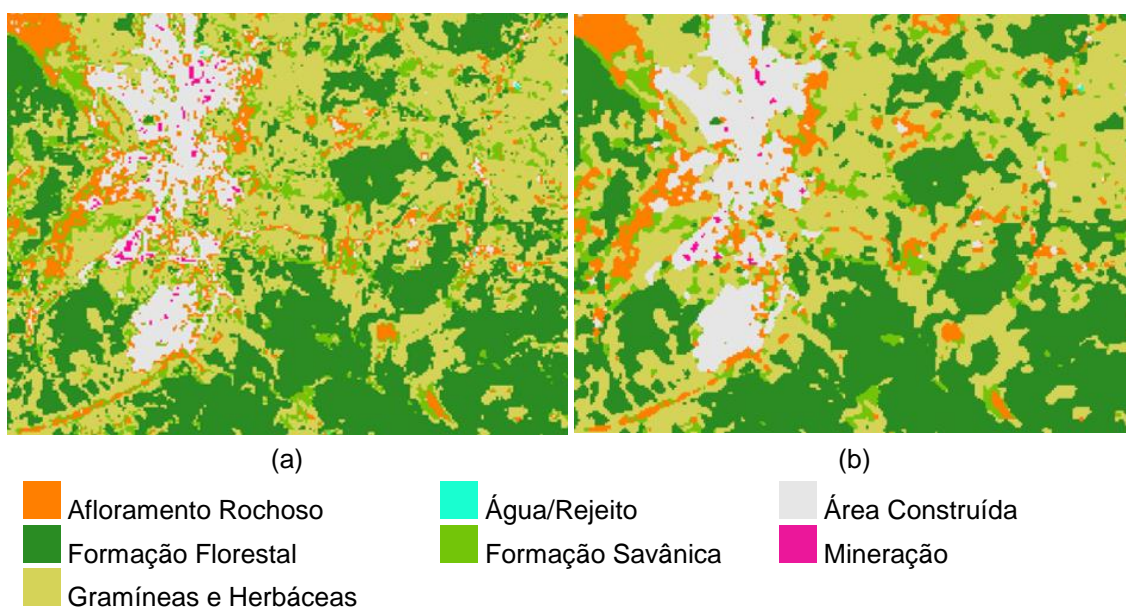 (a) (b)
Afloramento Rochoso Água/Rejeito Área Construída
Formação Florestal Formação Savânica Mineração
Gramíneas e Herbáceas